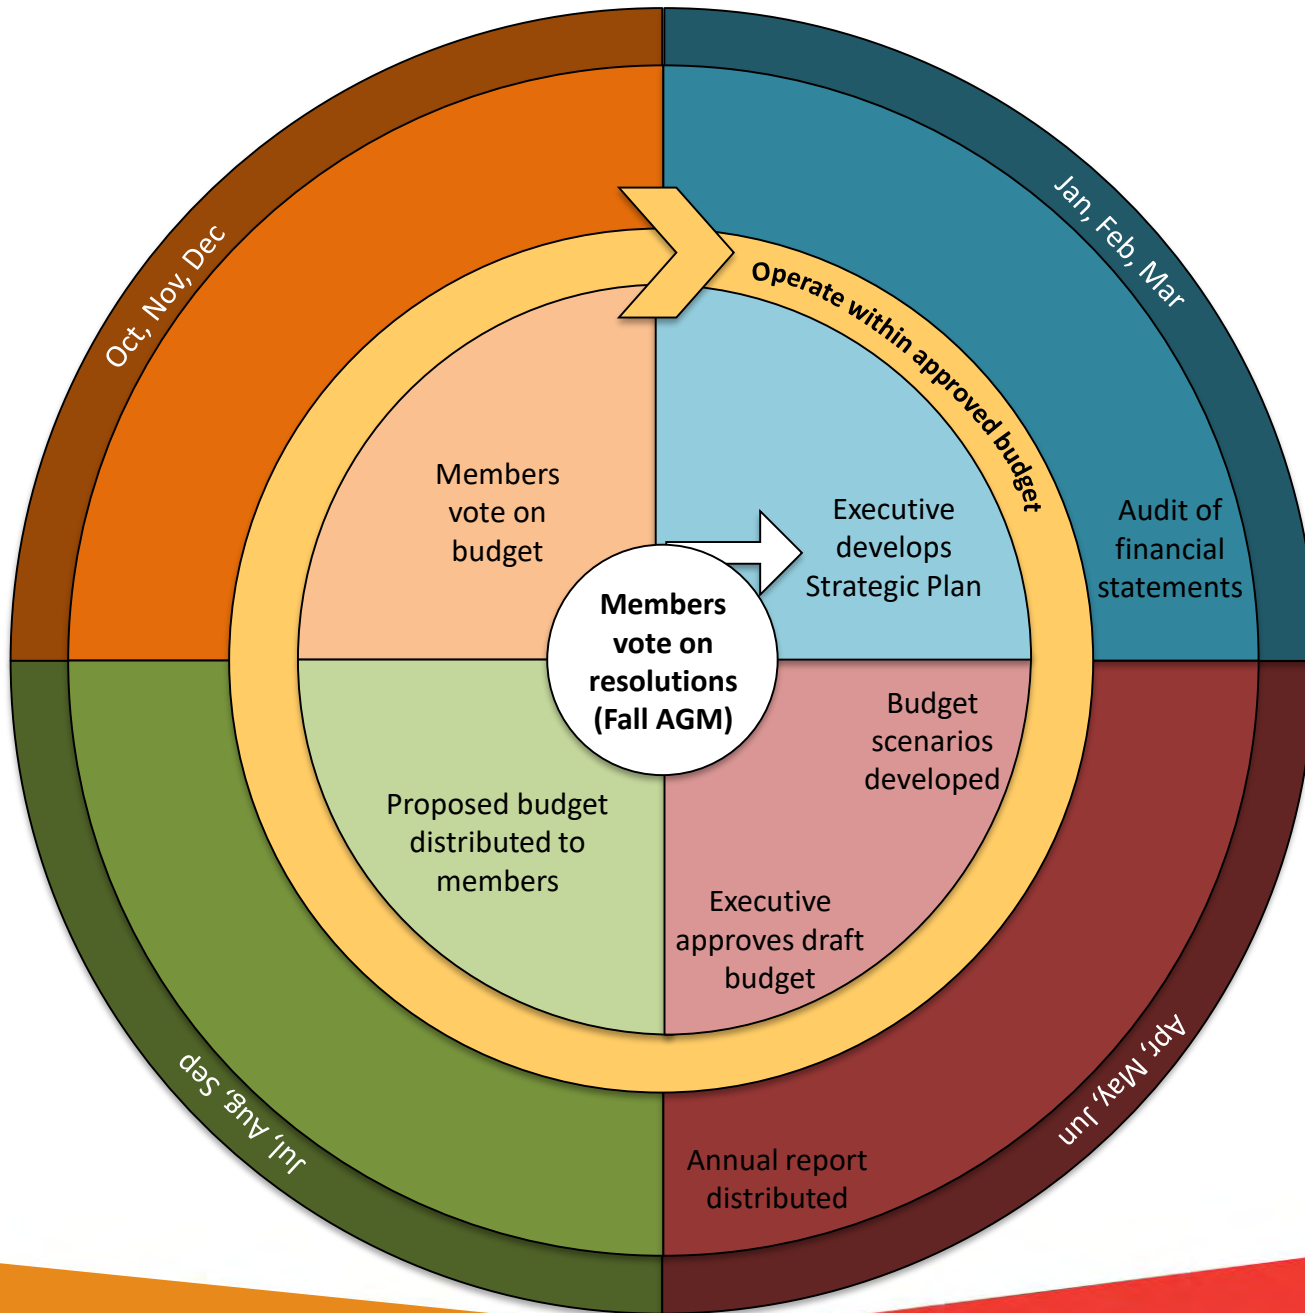 Oct, Nov, Dec
Jan, Feb, Mar
Operate within approved budget
Members
vote on
budget
Executive
develops
Strategic Plan
Audit of
financial
statements
Members
vote on
resolutions
(Fall AGM)
Budget
scenarios
developed
Proposed budget
distributed to
members
Executive
approves draft
budget
Jul, Aug, Sep
Apr, May, Jun
Annual report
distributed